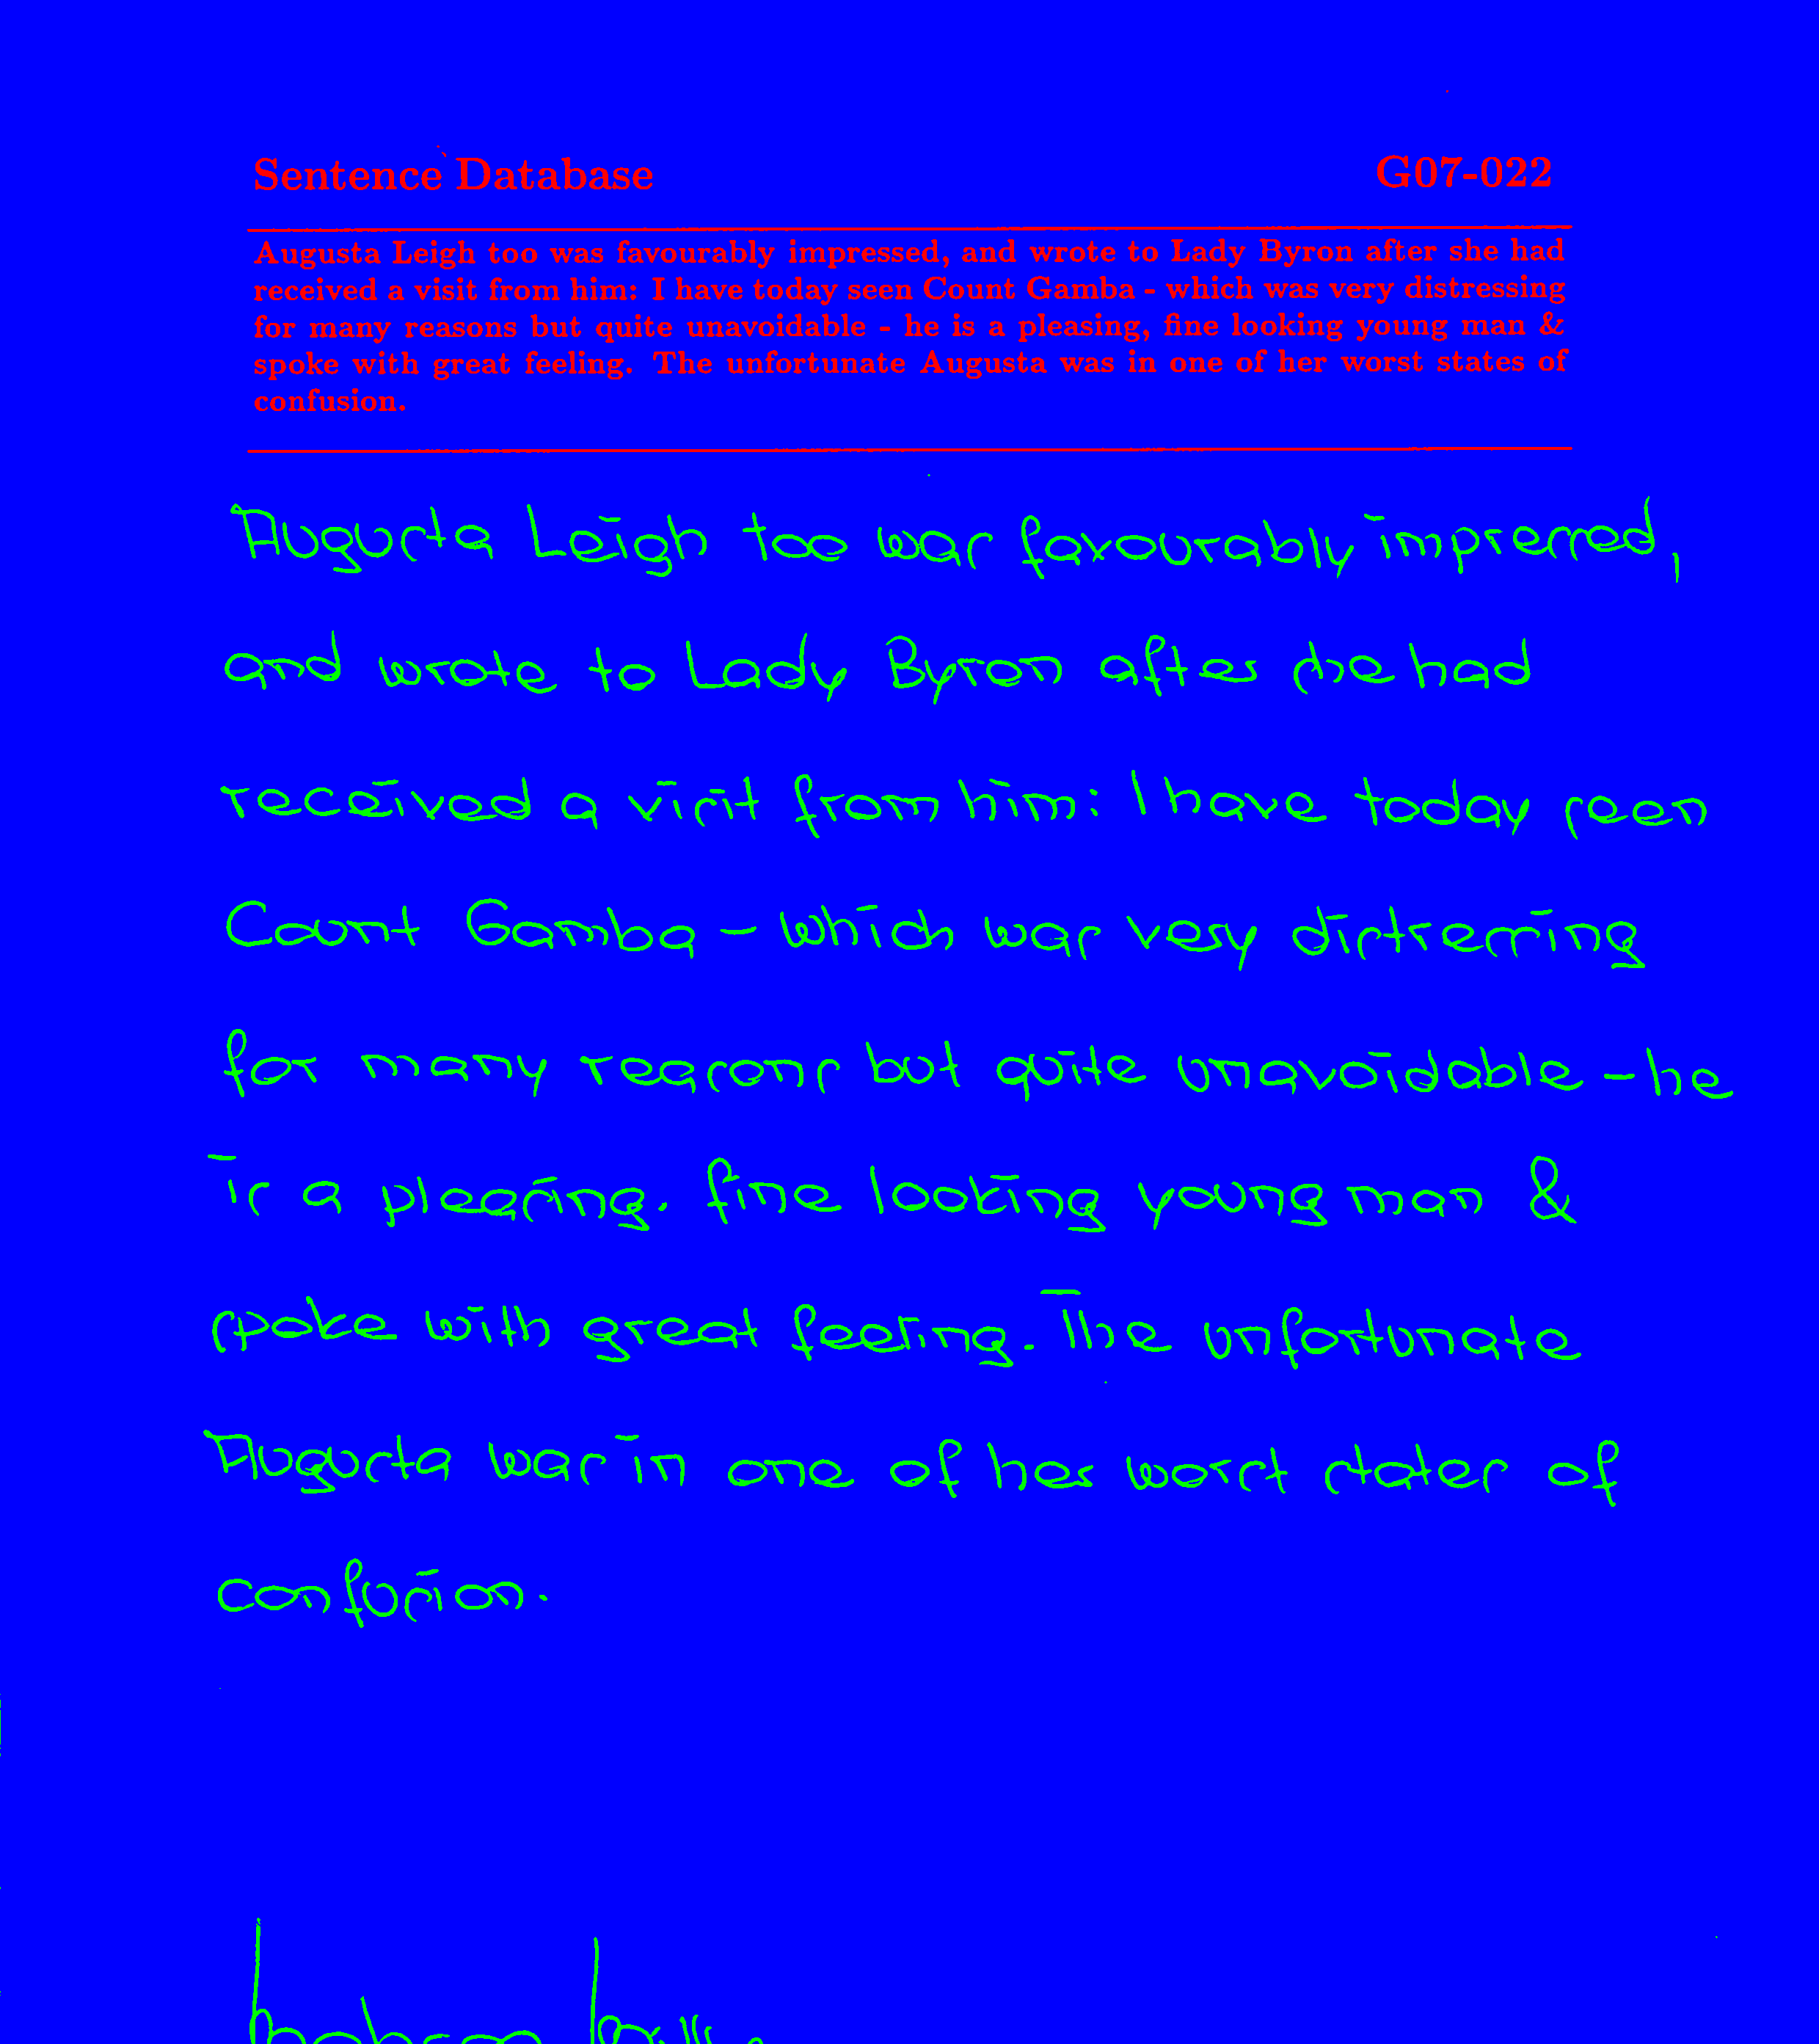 Sentence Database G07-022
Augusta Leigh too was favourably impressed, and wrote to Lady Byron after she had
received a visit from him: I have today seen Count Gamba - which was very distressing
for many reasons but quite unavoidable - he is a pleasing, fine looking young man &
spoke with great feeling. The unfortunate Augusta was in one of her worst states of
confusion.
Augusta Leigh too was favourably impressed,
and wrote to Lady Byron after she had
received a visit from him: I have today seen
Count Gamba - which was very distressing
for many reasons but quite unavoidable - he
is a pleasing. fine looking young man &
spoke with great feeling. The unfortunate
Augusta was in one of her worst states of
confusion.